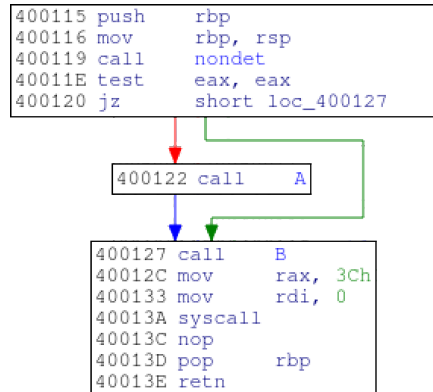 400115 push rbp
400116 mov rbp, rsp
400119 call nondet
40011E test eax, eax
400120 jz short loc_400127
400122 call A
400127 call B
40012C mov rax, 3Ch
400133 mov rdi, 0
40013A syscall
40013C nop
40013D pop rbp
40013E retn